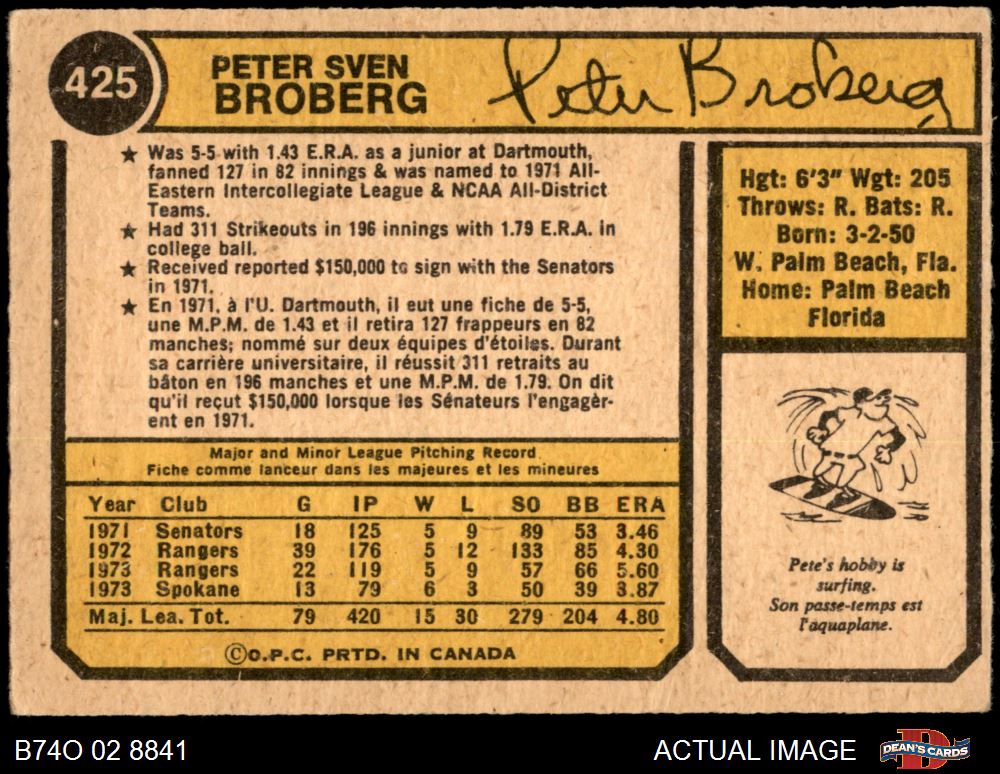 425
PETER SVEN
BROBERG
Peter Broberg
★ Was 5-5 with 1.43 E.R.A. as a junior at Dartmouth,
fanned 127 in 82 innings & was named to 1971 All-
Eastern Intercollegiate League & NCAA All-District
Teams.
★ Had 311 Strikeouts in 196 innings with 1.79 E.R.A. in
college ball.
★ Received reported $150,000 to sign with the Senators
in 1971.
★ En 1971, à l'U. Dartmouth, il eut une fiche de 5-5,
une M.P.M. de 1.43 et il retira 127 frappeurs en 82
manches; nommé sur deux équipes d'étoiles. Durant
sa carrière universitaire, il réussit 311 retraits au
bâton en 196 manches et une M.P.M. de 1.79. On dit
qu'il reçut $150,000 lorsque les Sénateurs l'engagèr-
ent en 1971.
Hgt: 6'3" Wgt: 205
Throws: R. Bats: R.
Born: 3-2-50
W. Palm Beach, Fla.
Home: Palm Beach
Florida
Major and Minor League Pitching Record
Fiche comme lanceur dans les majeures et les mineures
Year Club G IP W L SO BB ERA
1971 Senators 18 125 5 9 89 53 3.46
1972 Rangers 39 176 5 12 133 85 4.30
1973 Rangers 22 119 5 9 57 66 5.60
1973 Spokane 13 79 6 3 50 39 3.87
Maj. Lea. Tot. 79 420 15 30 279 204 4.80
©O.P.C. PRTD. IN CANADA
Pete's hobby is
surfing.
Son passe-temps est
l'aquaplane.
B74O 02 8841
ACTUAL IMAGE
DEAN'S CARDS